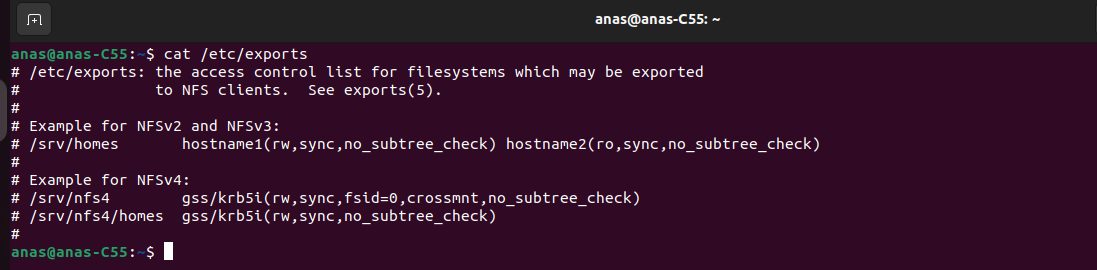 anas@anas-C55: ~
anas@anas-C55:~$ cat /etc/exports
# /etc/exports: the access control list for filesystems which may be exported
#               to NFS clients.  See exports(5).
#
# Example for NFSv2 and NFSv3:
# /srv/homes       hostname1(rw,sync,no_subtree_check) hostname2(ro,sync,no_subtree_check)
#
# Example for NFSv4:
# /srv/nfs4        gss/krb5i(rw,sync,fsid=0,crossmnt,no_subtree_check)
# /srv/nfs4/homes  gss/krb5i(rw,sync,no_subtree_check)
#
anas@anas-C55:~$